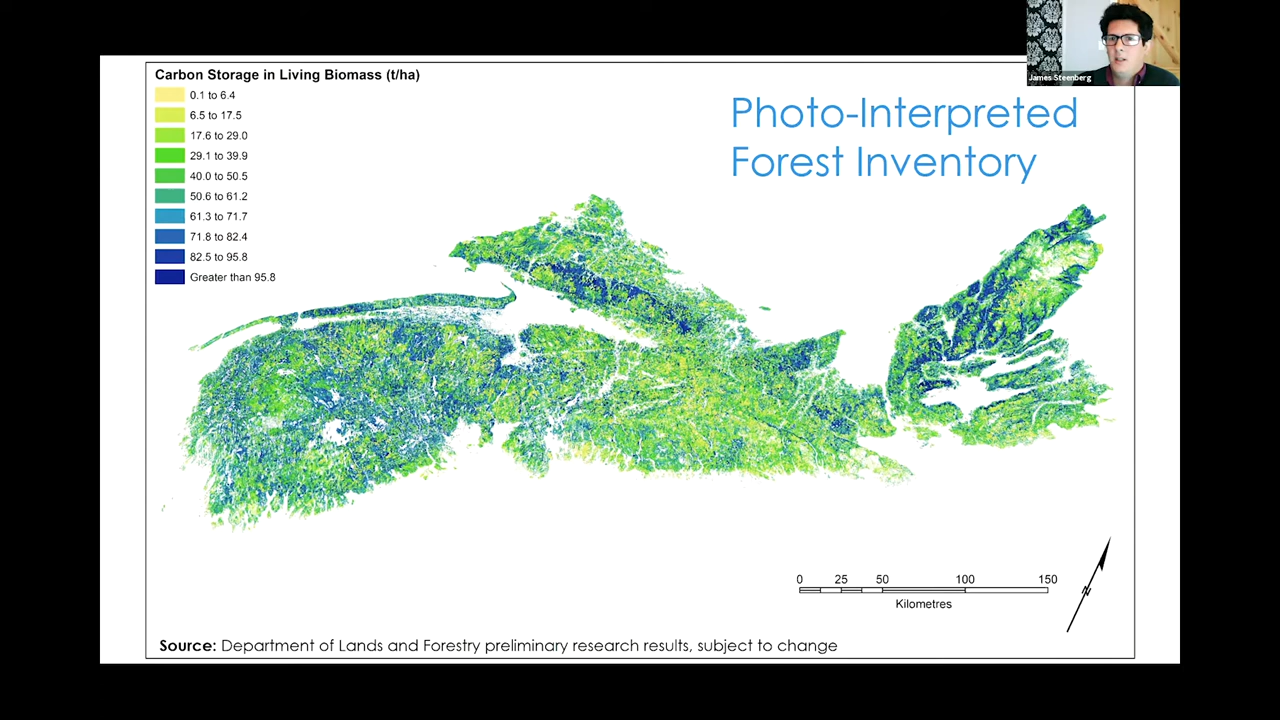 Carbon Storage in Living Biomass (t/ha)
0.1 to 6.4
6.5 to 17.5
17.6 to 29.0
29.1 to 39.9
40.0 to 50.5
50.6 to 61.2
61.3 to 71.7
71.8 to 82.4
82.5 to 95.8
Greater than 95.8
James Steenberg
Photo-Interpreted
Forest Inventory
0 25 50 100 150
Kilometres
N
Source: Department of Lands and Forestry preliminary research results, subject to change